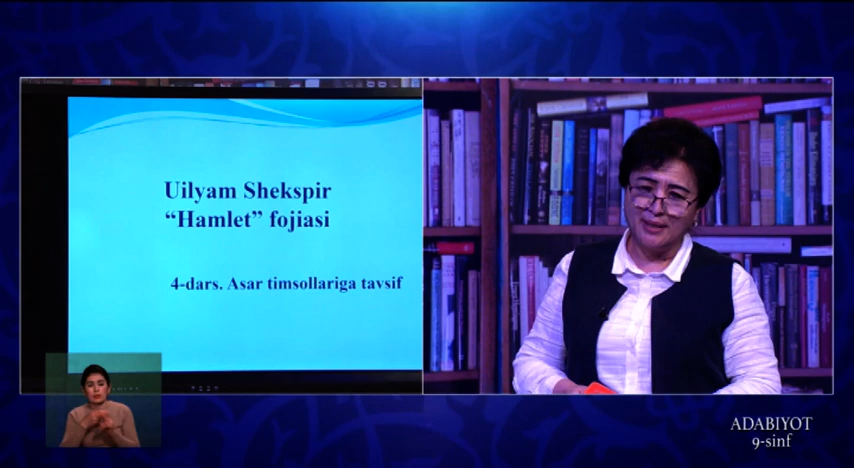 Uilyam Shekspir
“Hamlet” fojiasi
4-dars. Asar timsollariga tavsif
ADABIYOT
9-sinf